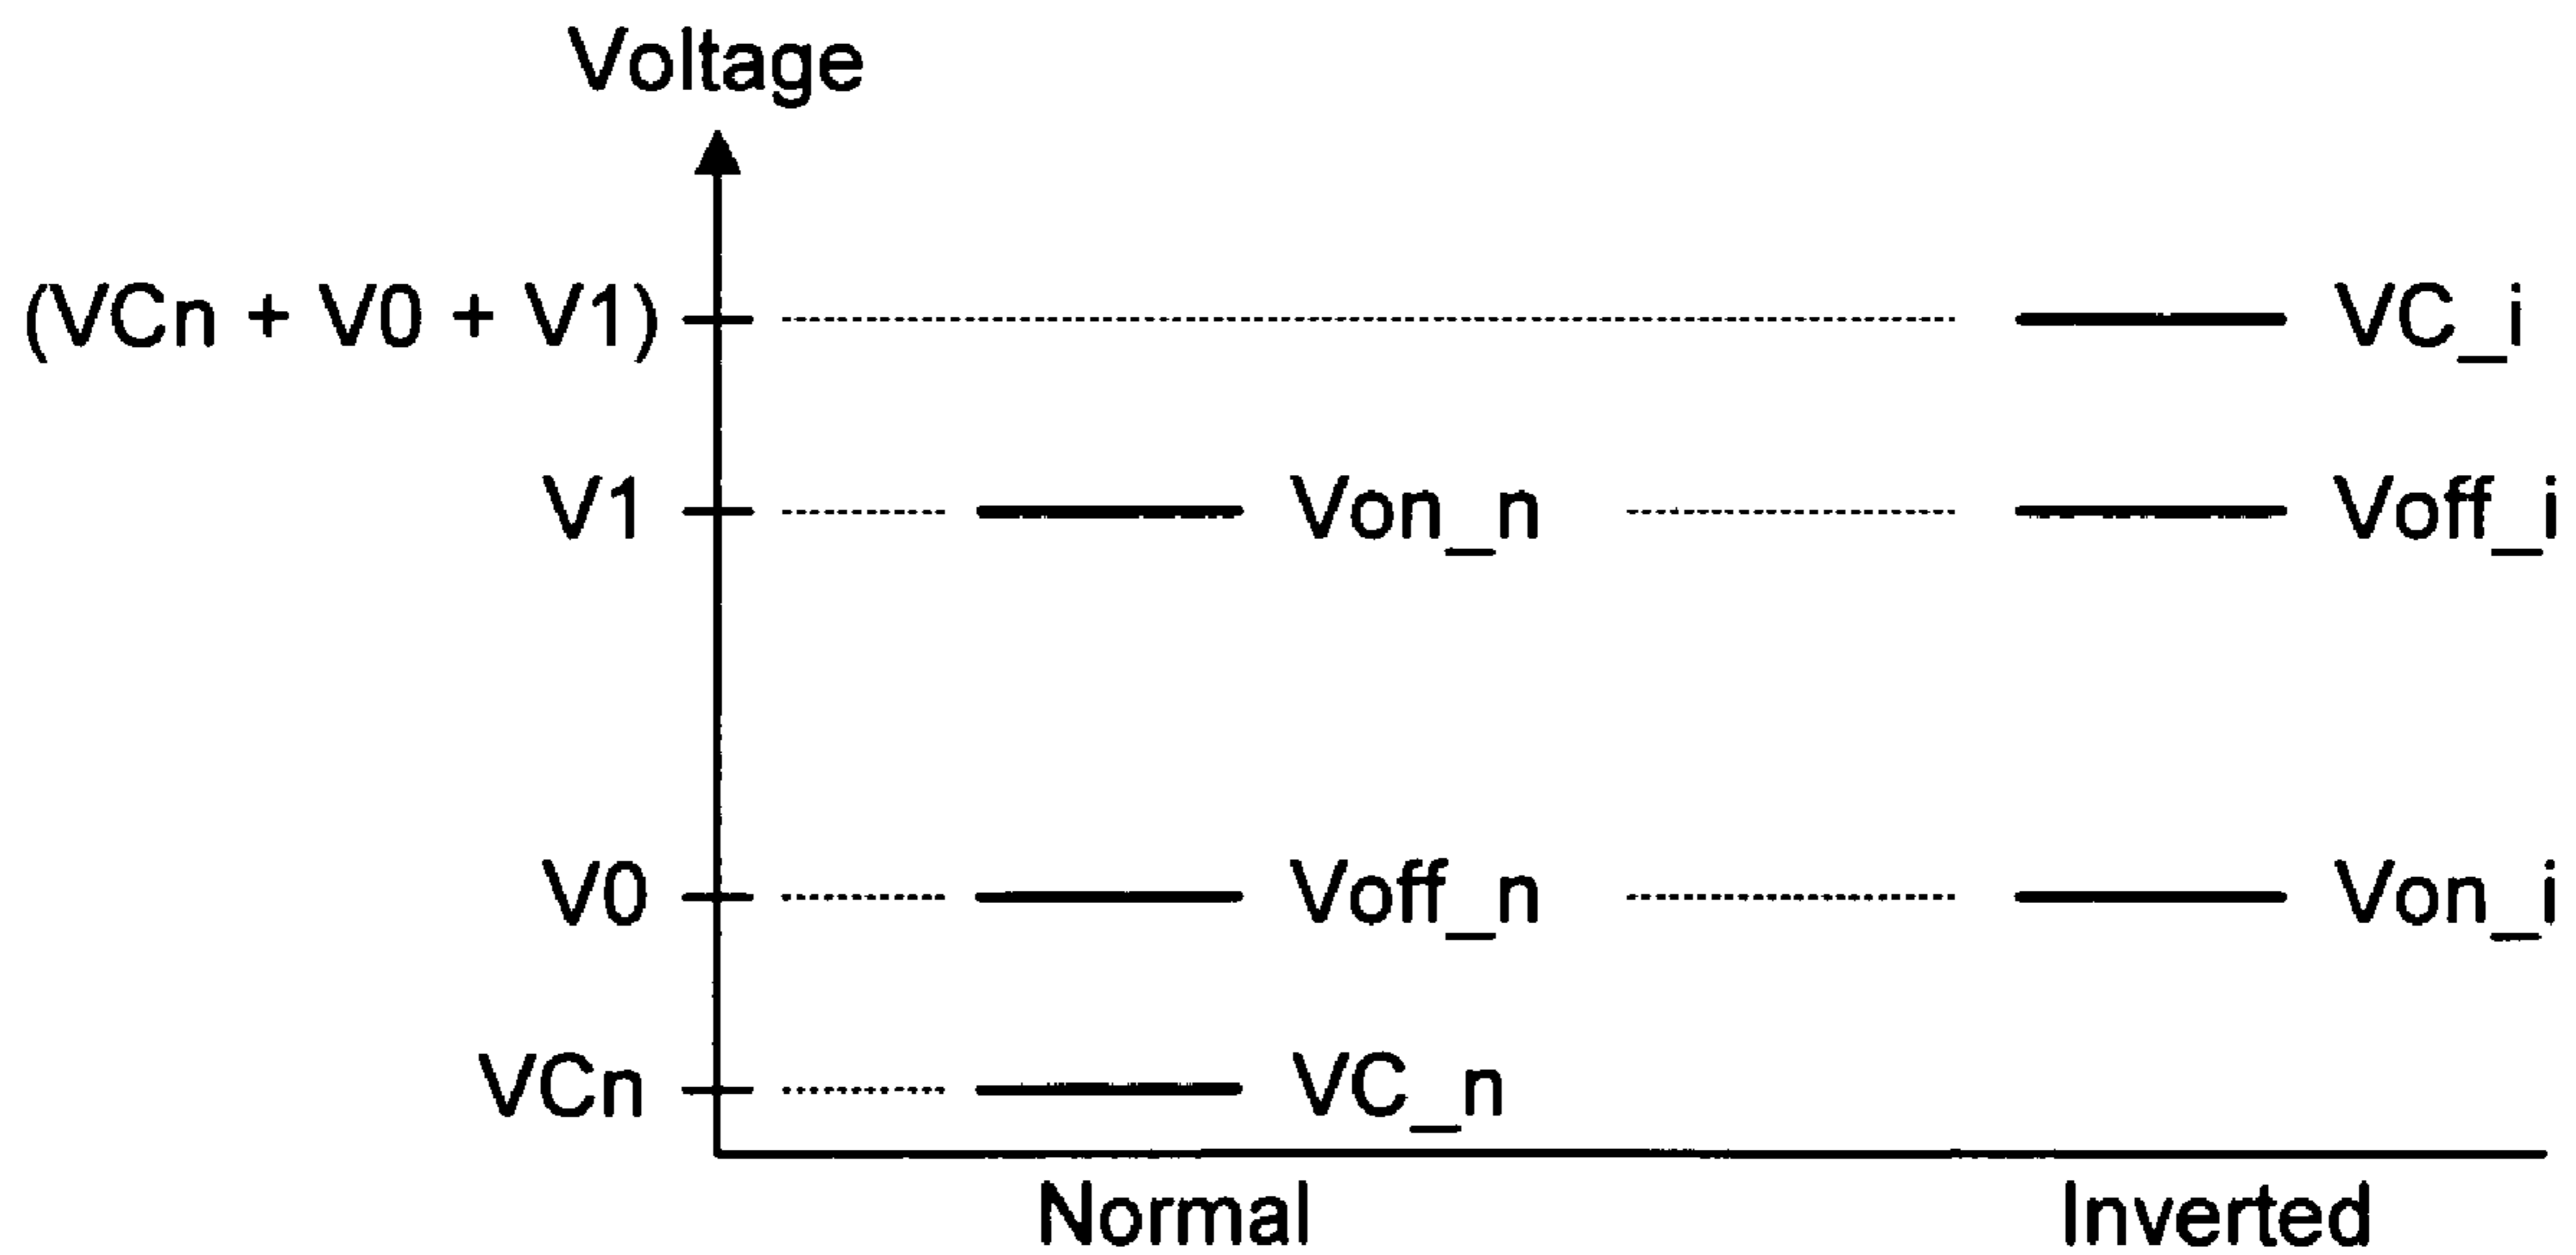 Voltage
(VCn + V0 + V1) VC_i
V1 Von_n Voff_i
V0 Voff_n Von_i
VCn VC_n
Normal Inverted